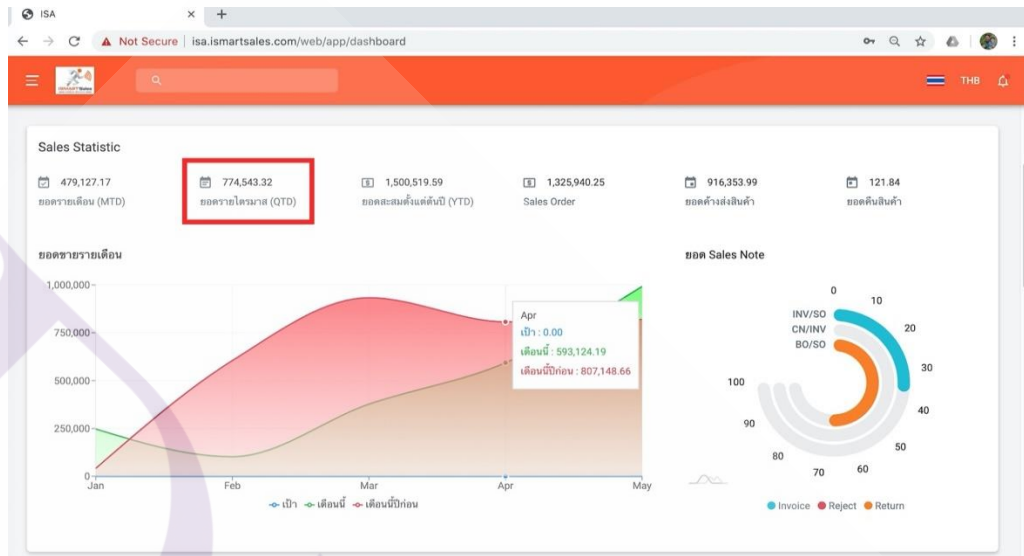 ISA
Not Secure | isa.ismartsales.com/web/app/dashboard
THB
Sales Statistic
479,127.17
ยอดรายเดือน (MTD)
774,543.32
ยอดรายไตรมาส (QTD)
1,500,519.59
ยอดสะสมตั้งแต่ต้นปี (YTD)
1,325,940.25
Sales Order
916,353.99
ยอดค้างส่งสินค้า
121.84
ยอดคืนสินค้า
ยอดขายรายเดือน
1,000,000
750,000
500,000
250,000
0
Jan Feb Mar Apr May
Apr
เป้า : 0.00
เดือนนี้ : 593,124.19
เดือนนี้ปีก่อน : 807,148.66
เป้า เดือนนี้ เดือนนี้ปีก่อน
ยอด Sales Note
INV/SO
CN/INV
BO/SO
0
10
20
30
40
50
60
70
80
90
100
Invoice Reject Return